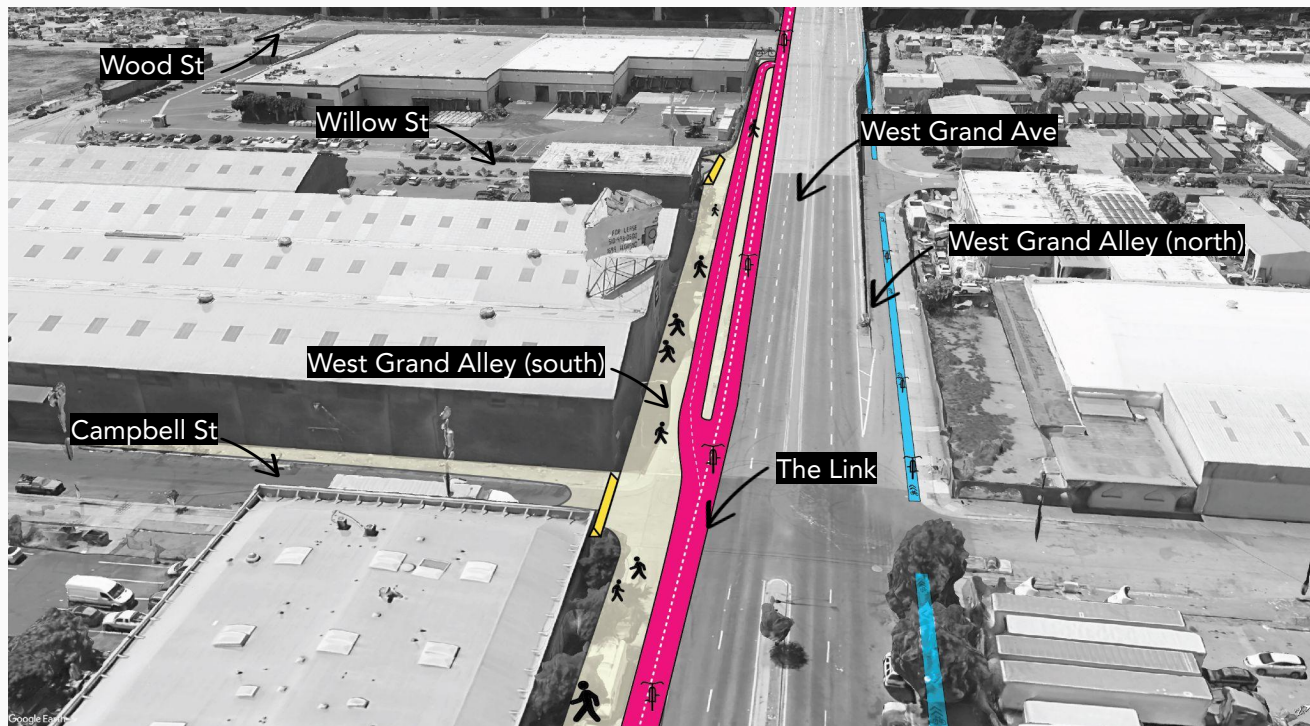 Wood St
Willow St
West Grand Ave
West Grand Alley (north)
West Grand Alley (south)
Campbell St
The Link
Google Earth